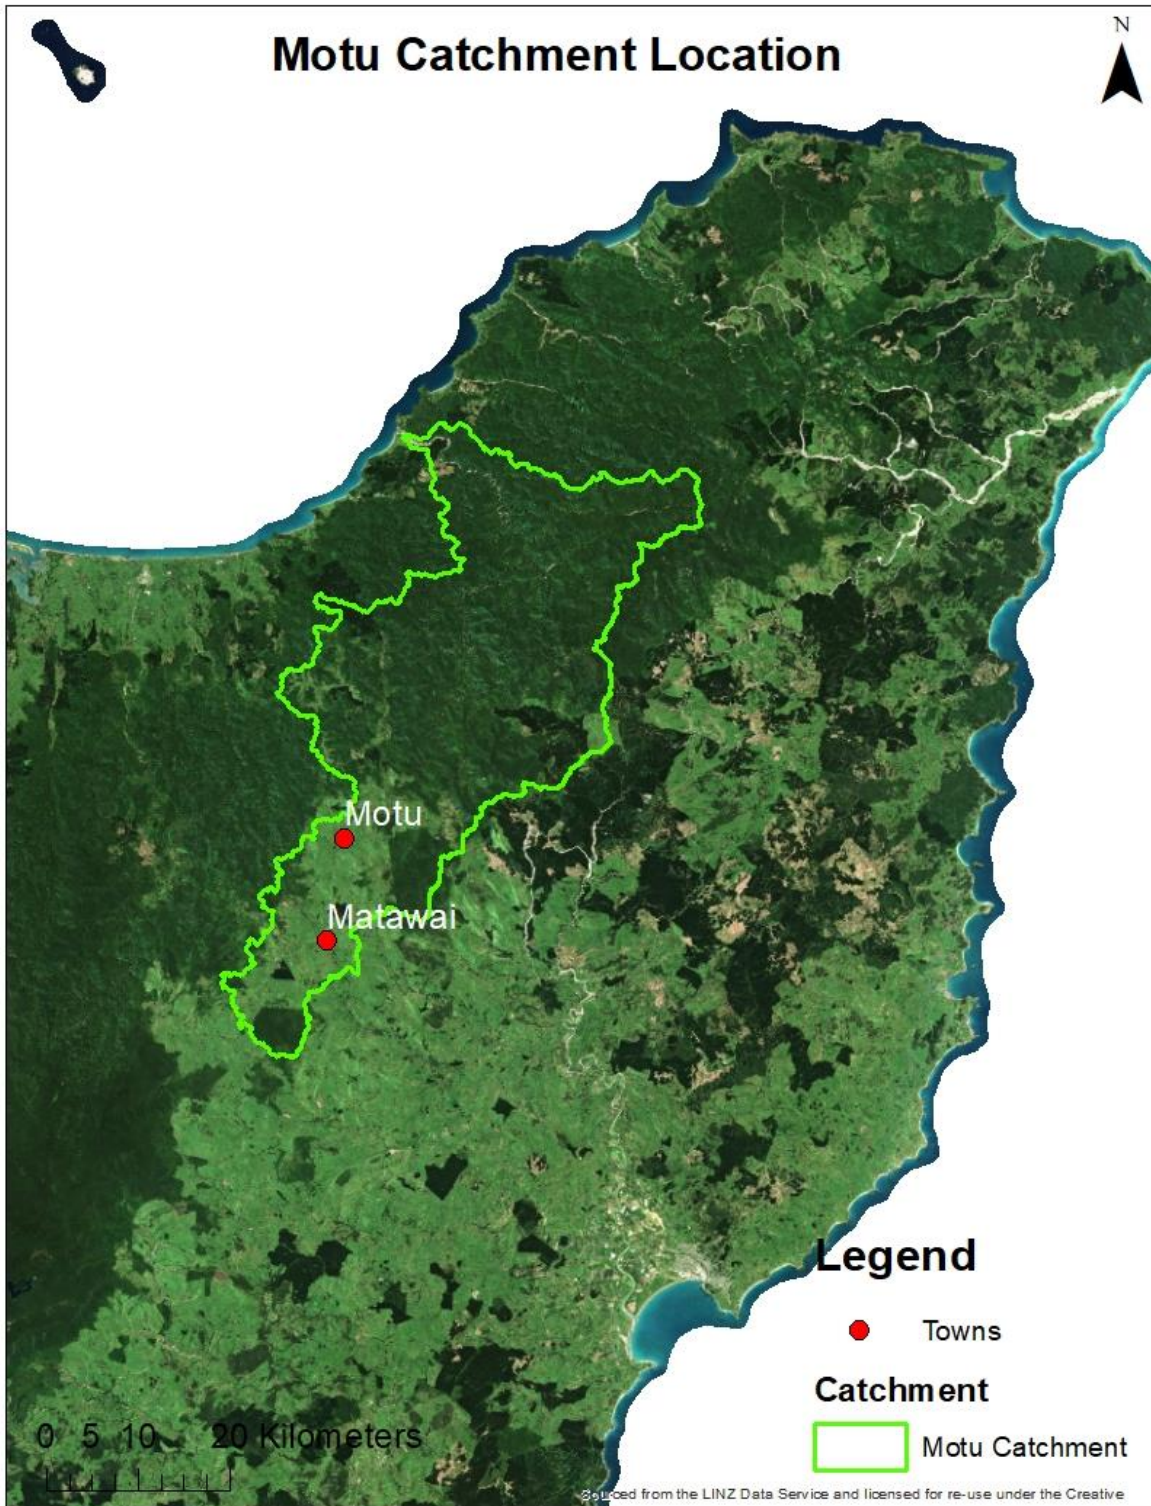 Motu Catchment Location
N
Motu
Matawai
Legend
Towns
Catchment
Motu Catchment
0 5 10 20 Kilometers
Sourced from the LINZ Data Service and licensed for re-use under the Creative